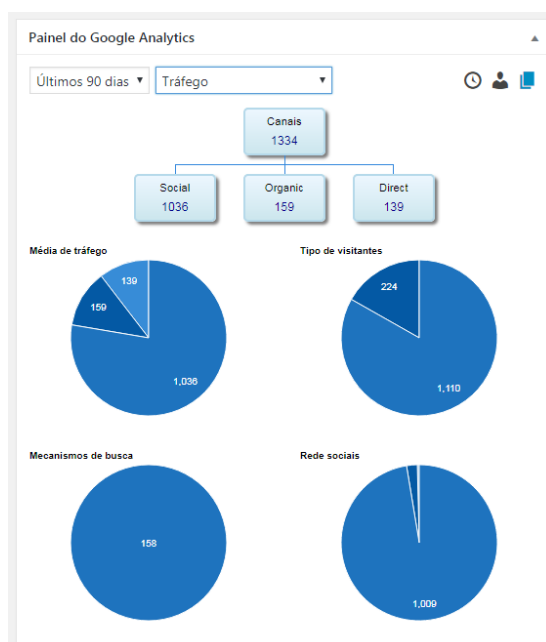 Painel do Google Analytics
Últimos 90 dias
Tráfego
Canais
1334
Social
1036
Organic
159
Direct
139
Média de tráfego
139
159
1,036
Tipo de visitantes
224
1,110
Mecanismos de busca
158
Rede sociais
1,009